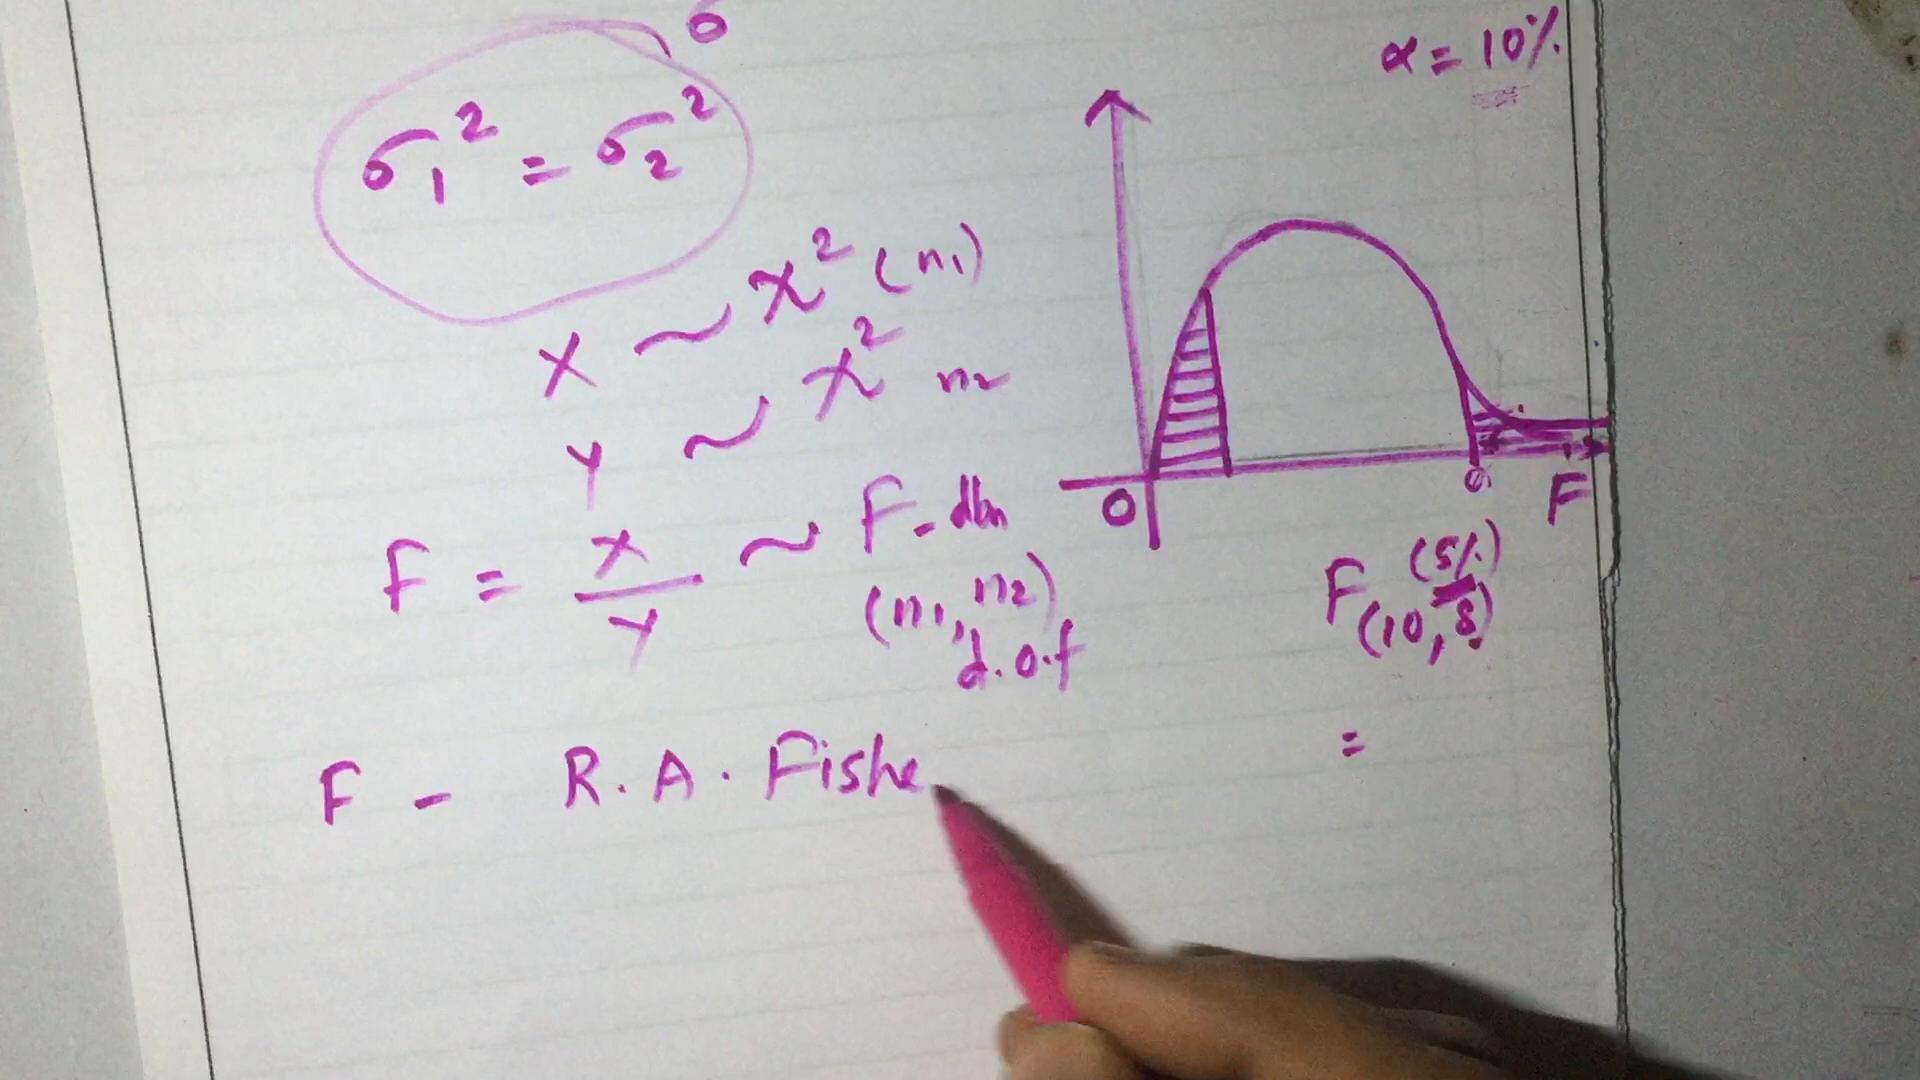 σ
σ₁² = σ₂²
X ~ χ² (n₁)
Y ~ χ² n₂
F = X/Y ~ F-dbn
(n₁, n₂)
d.o.f
F - R.A. Fishe
α = 10%
0
F
F (5%)
(10, 8)
=